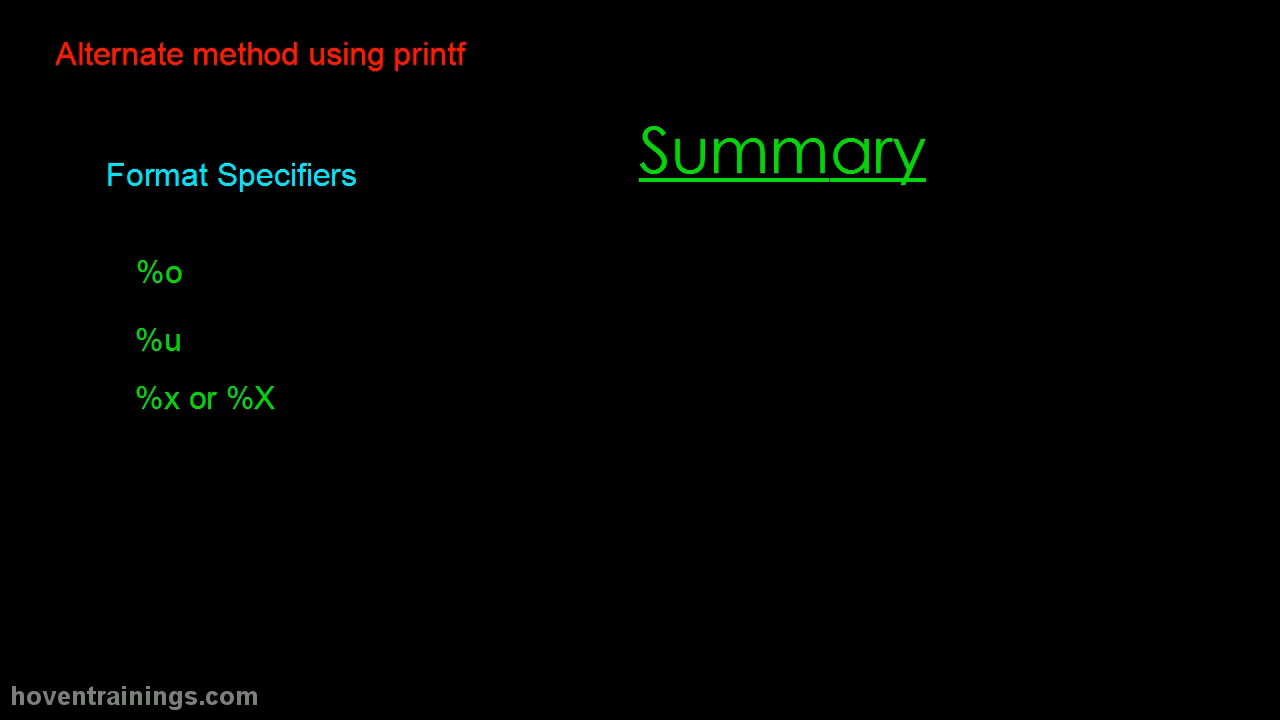 Alternate method using printf
Summary
Format Specifiers
%o
%u
%x or %X
hoventrainings.com